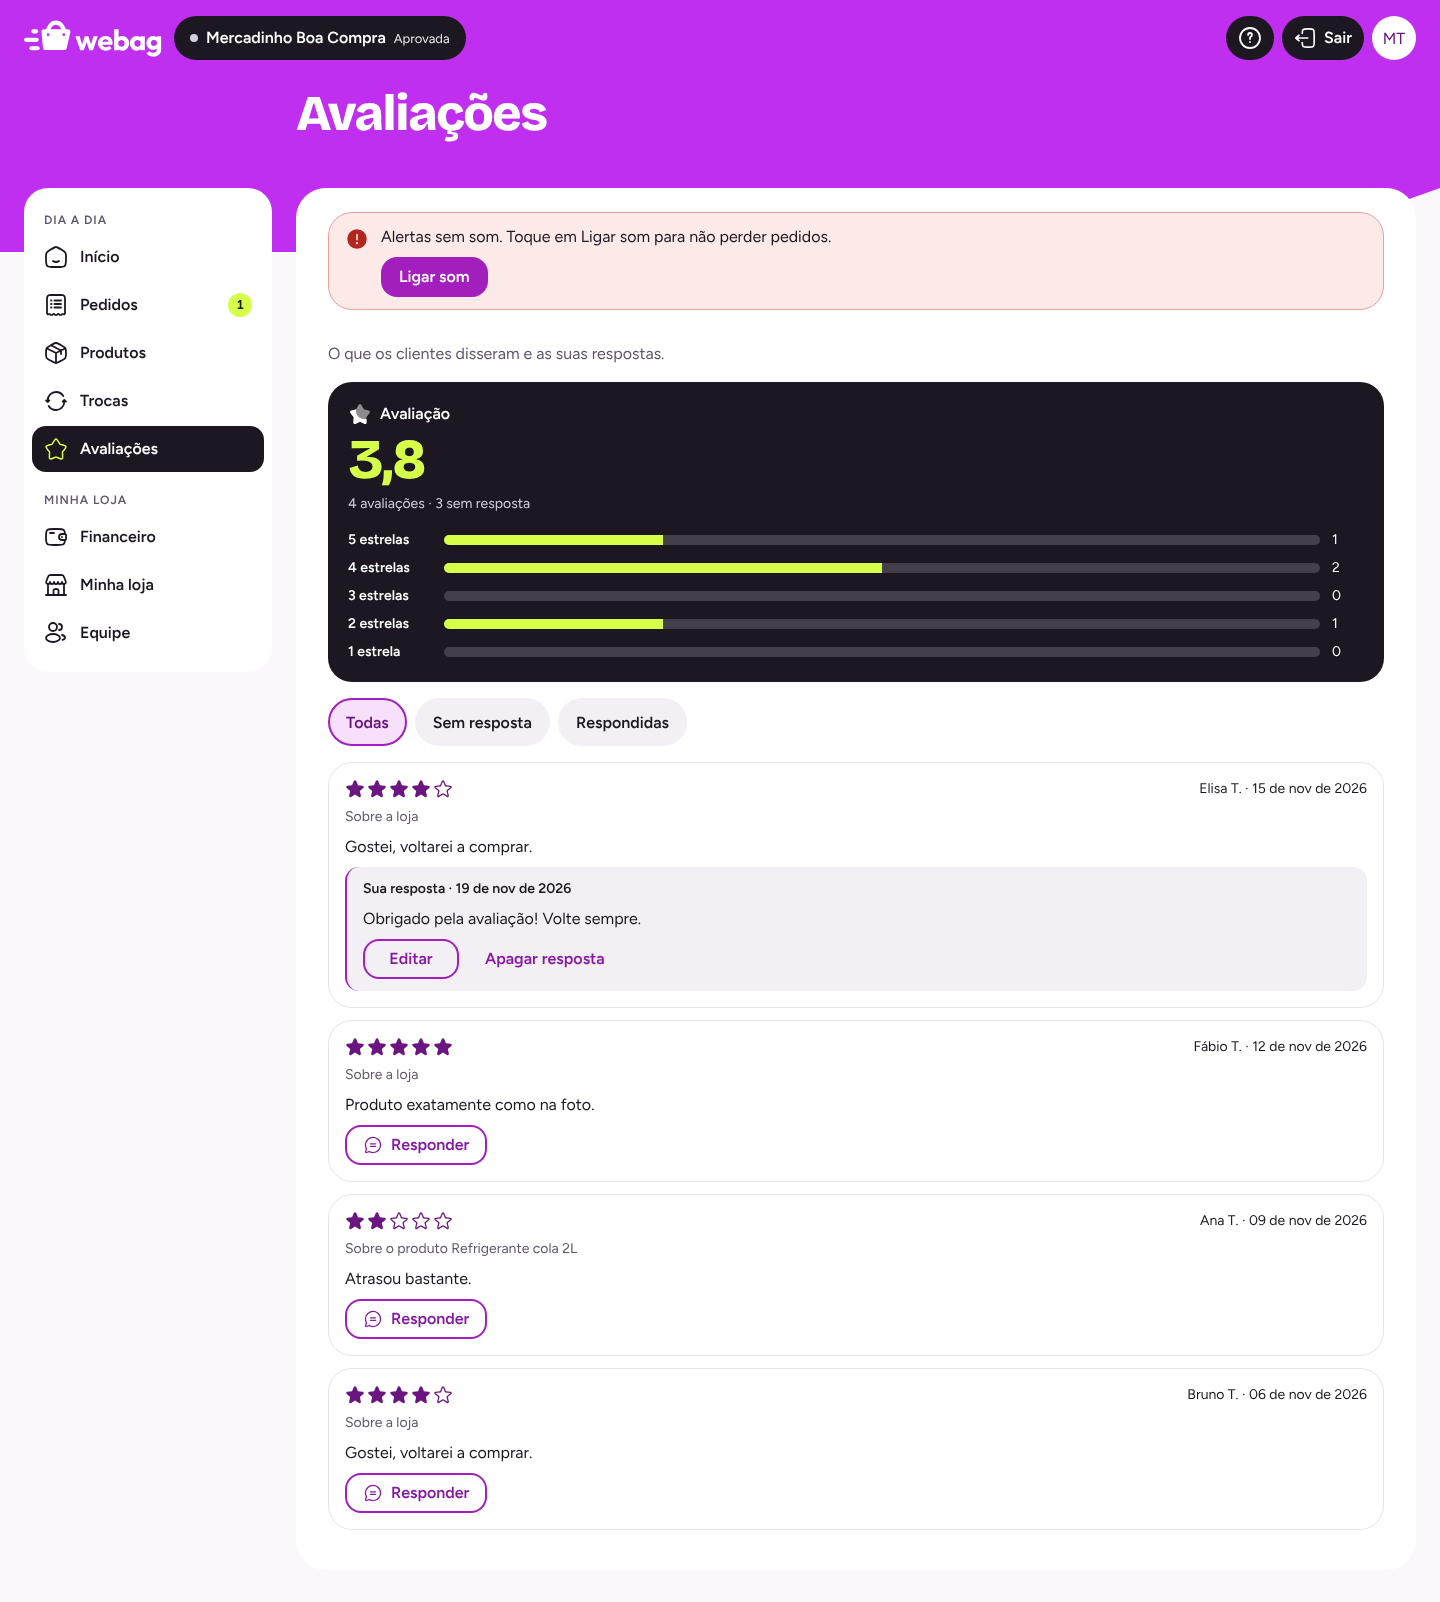 webag
Mercadinho Boa Compra Aprovada
Sair
MT
Avaliações
DIA A DIA
Início
Pedidos 1
Produtos
Trocas
Avaliações
MINHA LOJA
Financeiro
Minha loja
Equipe
Alertas sem som. Toque em Ligar som para não perder pedidos.
Ligar som
O que os clientes disseram e as suas respostas.
Avaliação
3,8
4 avaliações · 3 sem resposta
5 estrelas 1
4 estrelas 2
3 estrelas 0
2 estrelas 1
1 estrela 0
Todas
Sem resposta
Respondidas
Elisa T. · 15 de nov de 2026
Sobre a loja
Gostei, voltarei a comprar.
Sua resposta · 19 de nov de 2026
Obrigado pela avaliação! Volte sempre.
Editar
Apagar resposta
Fábio T. · 12 de nov de 2026
Sobre a loja
Produto exatamente como na foto.
Responder
Ana T. · 09 de nov de 2026
Sobre o produto Refrigerante cola 2L
Atrasou bastante.
Responder
Bruno T. · 06 de nov de 2026
Sobre a loja
Gostei, voltarei a comprar.
Responder